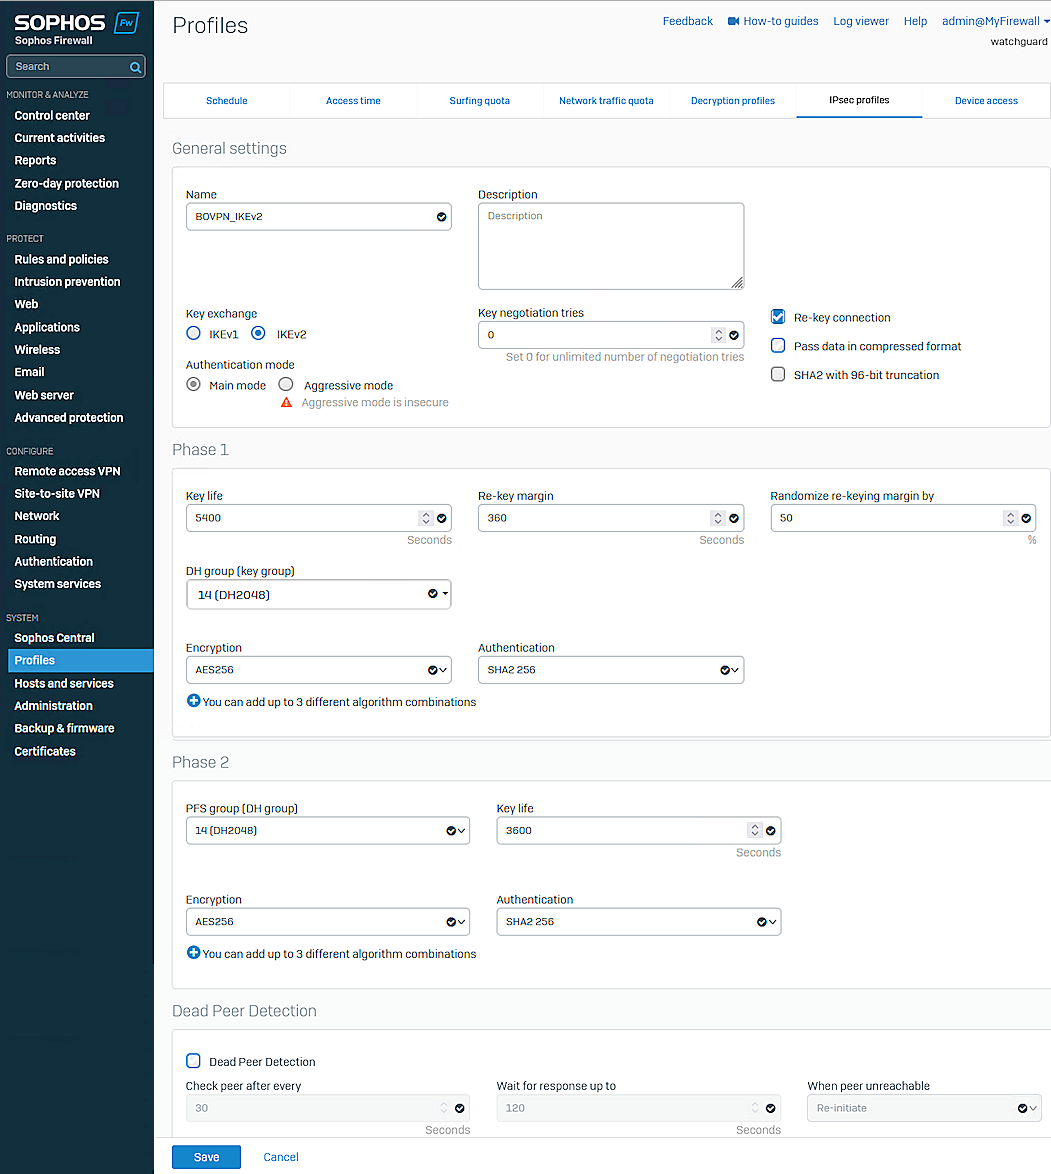 SOPHOS Fw
Sophos Firewall
Search
MONITOR & ANALYZE
Control center
Current activities
Reports
Zero-day protection
Diagnostics
PROTECT
Rules and policies
Intrusion prevention
Web
Applications
Wireless
Email
Web server
Advanced protection
CONFIGURE
Remote access VPN
Site-to-site VPN
Network
Routing
Authentication
System services
SYSTEM
Sophos Central
Profiles
Hosts and services
Administration
Backup & firmware
Certificates
Profiles
Feedback How-to guides Log viewer Help admin@MyFirewall
watchguard
Schedule Access time Surfing quota Network traffic quota Decryption profiles IPsec profiles Device access
General settings
Name Description
BOVPN_IKEv2 Description
Key exchange Key negotiation tries
IKEv1 IKEv2 0 Re-key connection
Set 0 for unlimited number of negotiation tries Pass data in compressed format
Authentication mode
Main mode Aggressive mode SHA2 with 96-bit truncation
Aggressive mode is insecure
Phase 1
Key life Re-key margin Randomize re-keying margin by
5400 360 50
Seconds Seconds %
DH group (key group)
14 (DH2048)
Encryption Authentication
AES256 SHA2 256
You can add up to 3 different algorithm combinations
Phase 2
PFS group (DH group) Key life
14 (DH2048) 3600
Seconds
Encryption Authentication
AES256 SHA2 256
You can add up to 3 different algorithm combinations
Dead Peer Detection
Dead Peer Detection
Check peer after every Wait for response up to When peer unreachable
30 120 Re-initiate
Seconds Seconds
Save Cancel